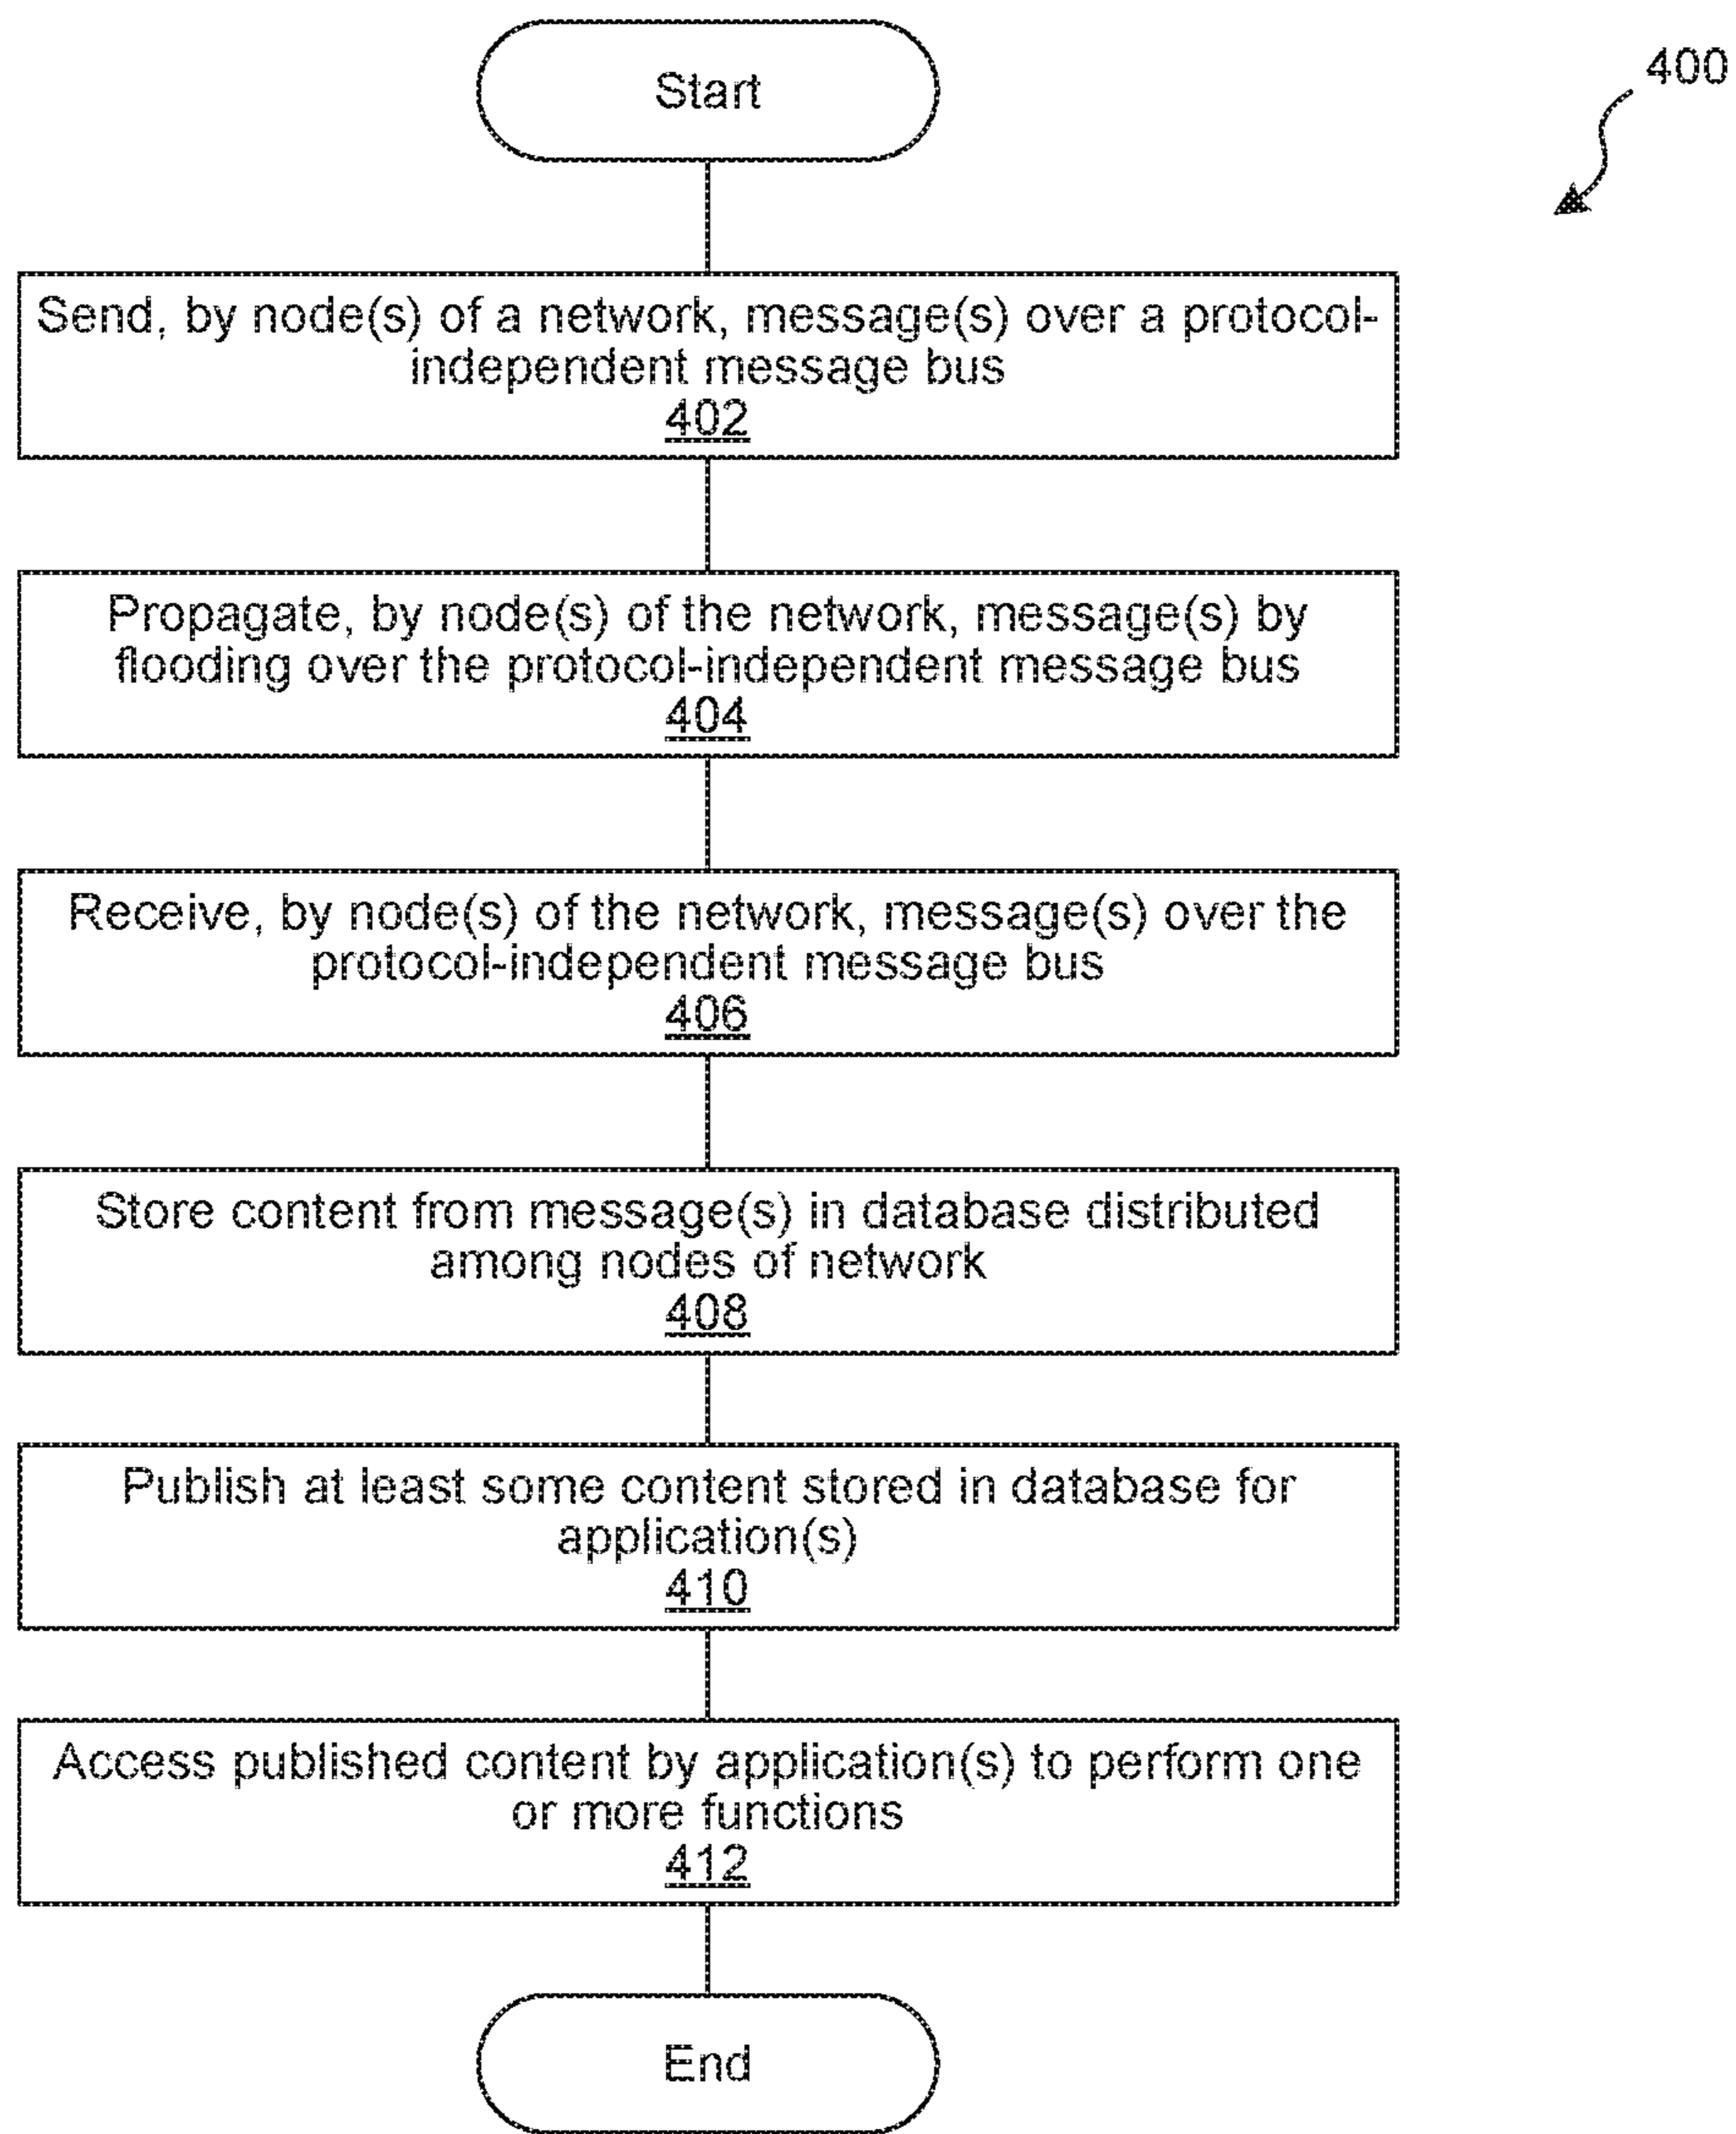 Start
400
Send, by node(s) of a network, message(s) over a protocol-
independent message bus
402
Propagate, by node(s) of the network, message(s) by
flooding over the protocol-independent message bus
404
Receive, by node(s) of the network, message(s) over the
protocol-independent message bus
406
Store content from message(s) in database distributed
among nodes of network
408
Publish at least some content stored in database for
application(s)
410
Access published content by application(s) to perform one
or more functions
412
End